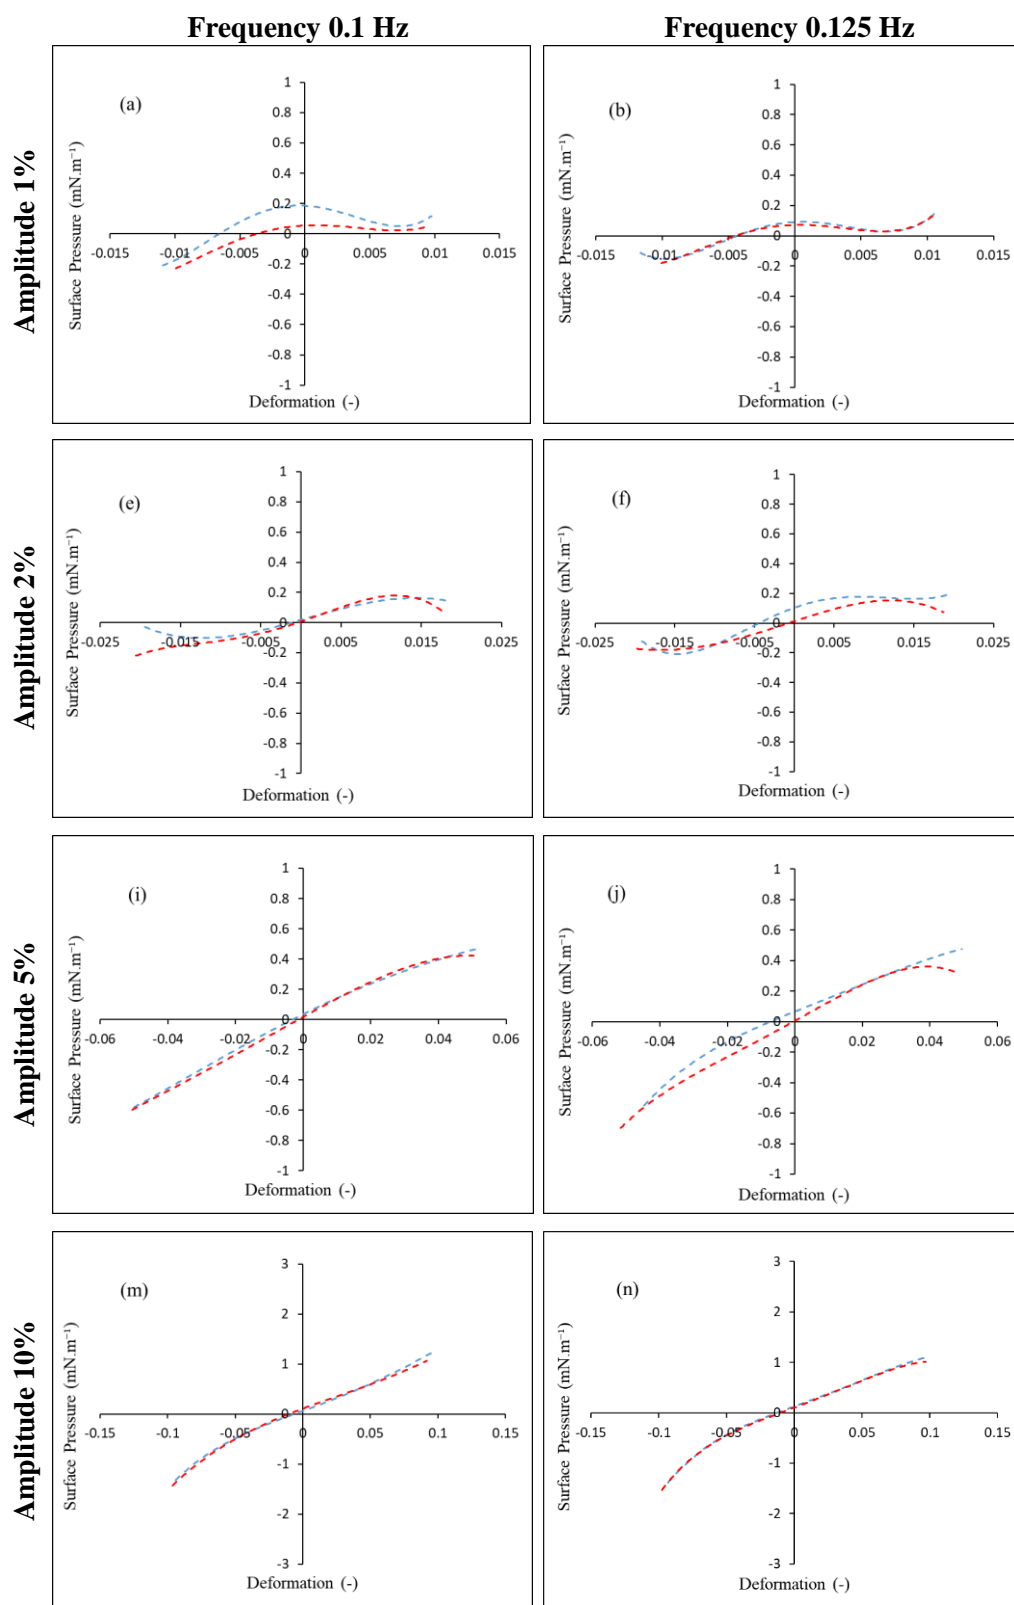 Frequency 0.1 Hz
Frequency 0.125 Hz
Amplitude 1%
(a)
Surface Pressure (mN.m⁻¹)
1
0.8
0.6
0.4
0.2
0
-0.2
-0.4
-0.6
-0.8
-1
-0.015 -0.01 -0.005 0 0.005 0.01 0.015
Deformation (-)
(b)
Surface Pressure (mN.m⁻¹)
1
0.8
0.6
0.4
0.2
0
-0.2
-0.4
-0.6
-0.8
-1
-0.015 -0.01 -0.005 0 0.005 0.01 0.015
Deformation (-)
Amplitude 2%
(e)
Surface Pressure (mN.m⁻¹)
1
0.8
0.6
0.4
0.2
0
-0.2
-0.4
-0.6
-0.8
-1
-0.025 -0.015 -0.005 0.005 0.015 0.025
Deformation (-)
(f)
Surface Pressure (mN.m⁻¹)
1
0.8
0.6
0.4
0.2
0
-0.2
-0.4
-0.6
-0.8
-1
-0.025 -0.015 -0.005 0.005 0.015 0.025
Deformation (-)
Amplitude 5%
(i)
Surface Pressure (mN.m⁻¹)
1
0.8
0.6
0.4
0.2
0
-0.2
-0.4
-0.6
-0.8
-1
-0.06 -0.04 -0.02 0 0.02 0.04 0.06
Deformation (-)
(j)
Surface Pressure (mN.m⁻¹)
1
0.8
0.6
0.4
0.2
0
-0.2
-0.4
-0.6
-0.8
-1
-0.06 -0.04 -0.02 0 0.02 0.04 0.06
Deformation (-)
Amplitude 10%
(m)
Surface Pressure (mN.m⁻¹)
3
2
1
0
-1
-2
-3
-0.15 -0.1 -0.05 0 0.05 0.1 0.15
Deformation (-)
(n)
Surface Pressure (mN.m⁻¹)
3
2
1
0
-1
-2
-3
-0.15 -0.1 -0.05 0 0.05 0.1 0.15
Deformation (-)